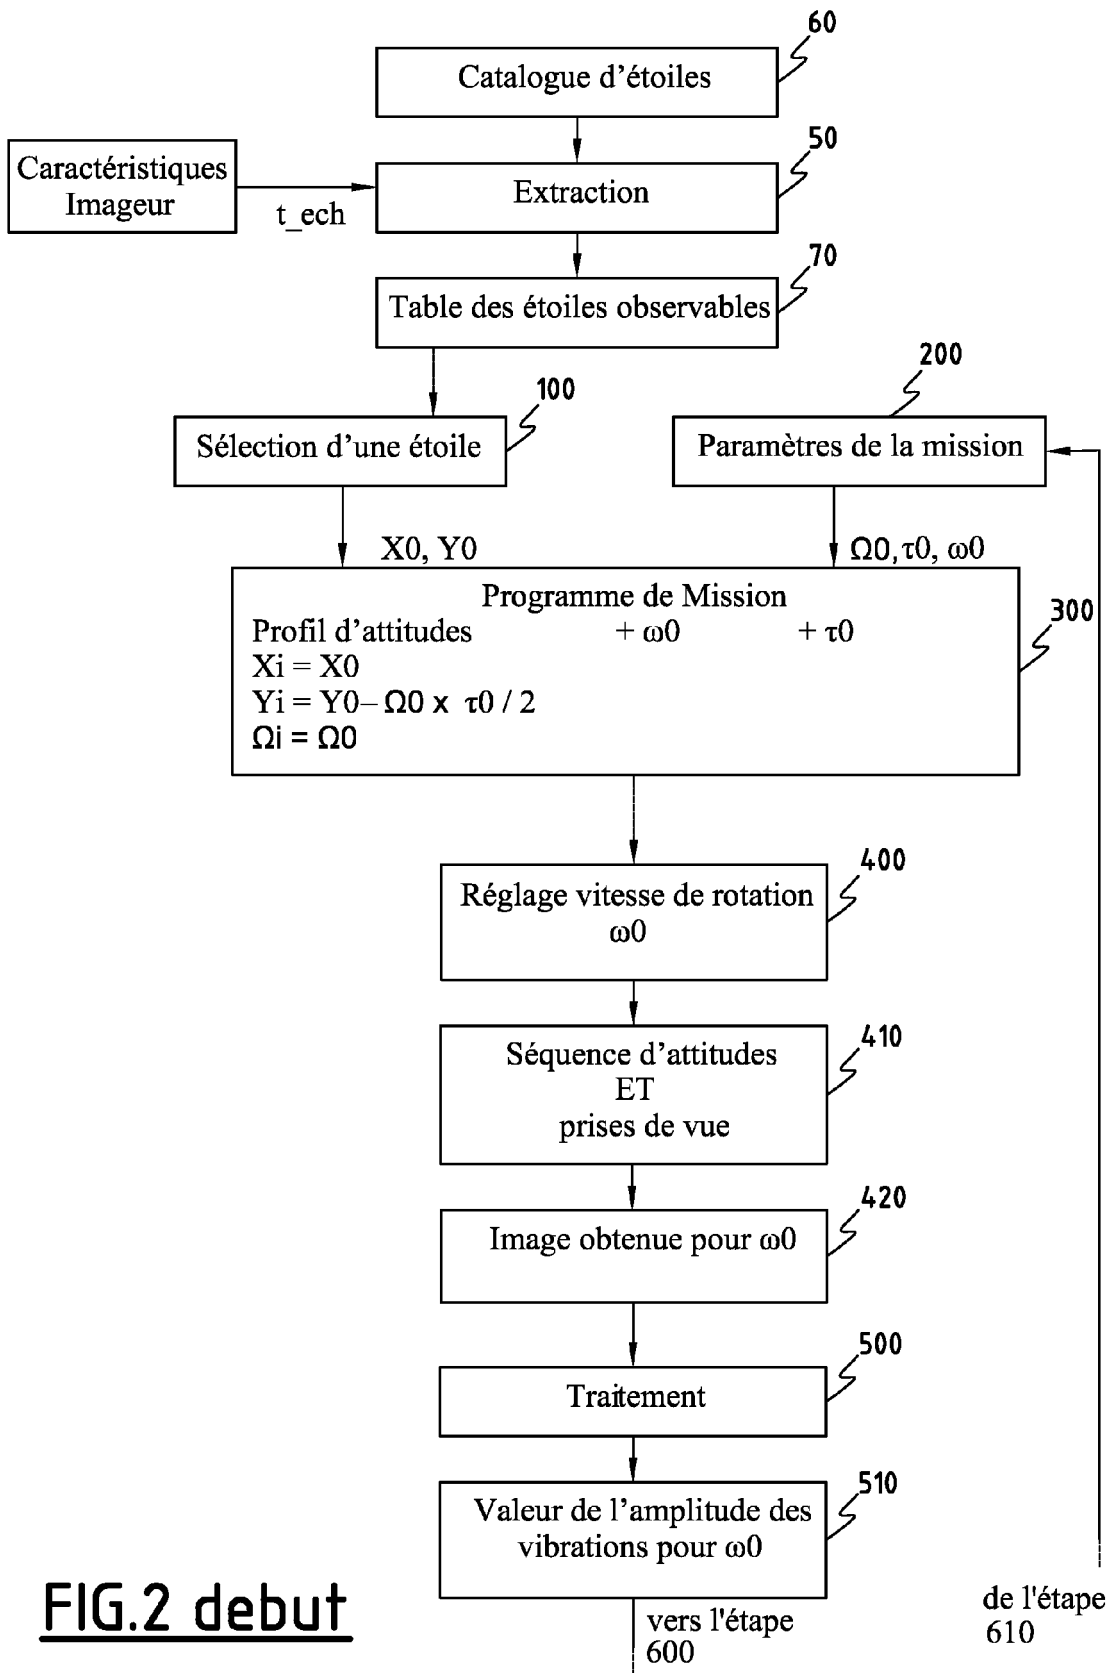 60
Catalogue d’étoiles
50
Caractéristiques
Imageur
t_ech
Extraction
70
Table des étoiles observables
100
200
Sélection d’une étoile
Paramètres de la mission
X0, Y0
Ω0, τ0, ω0
300
Programme de Mission
Profil d’attitudes + ω0 + τ0
Xi = X0
Yi = Y0– Ω0 x τ0 / 2
Ωi = Ω0
400
Réglage vitesse de rotation
ω0
410
Séquence d’attitudes
ET
prises de vue
420
Image obtenue pour ω0
500
Traitement
510
Valeur de l’amplitude des
vibrations pour ω0
FIG.2 debut
vers l'étape
600
de l'étape
610